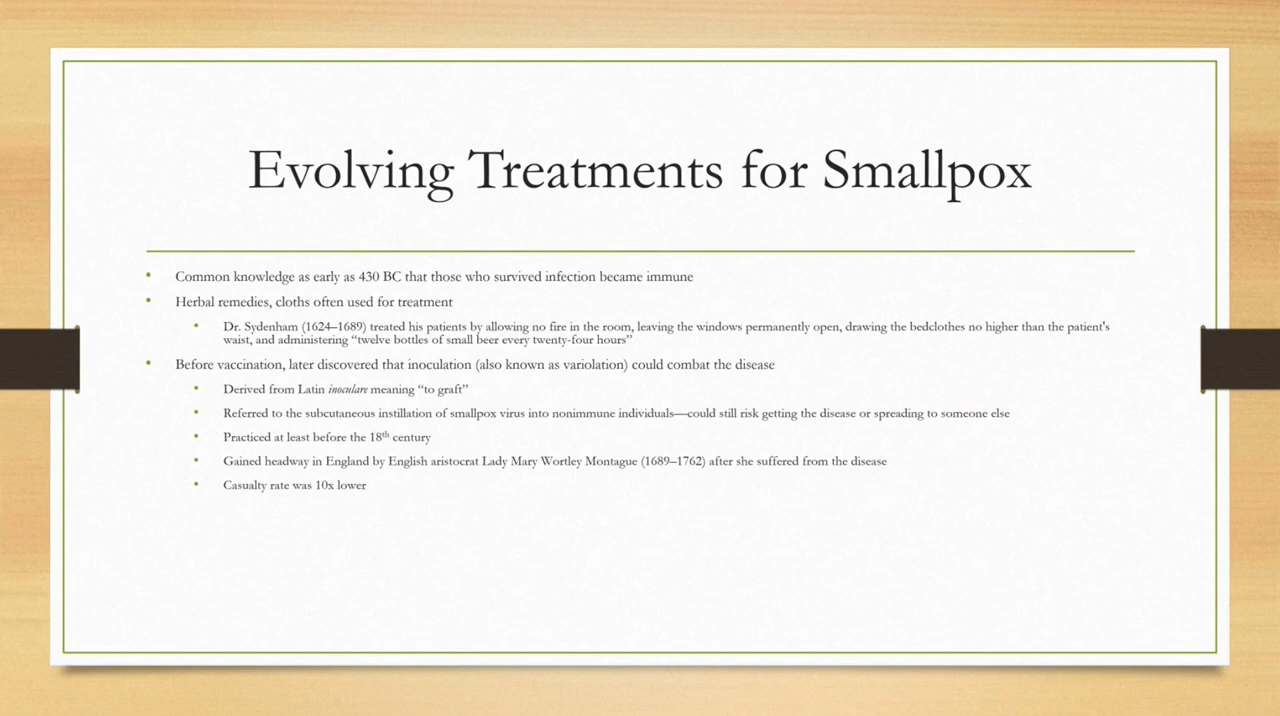 Evolving Treatments for Smallpox
• Common knowledge as early as 430 BC that those who survived infection became immune
• Herbal remedies, cloths often used for treatment
• Dr. Sydenham (1624–1689) treated his patients by allowing no fire in the room, leaving the windows permanently open, drawing the bedclothes no higher than the patient's
waist, and administering “twelve bottles of small beer every twenty-four hours”
• Before vaccination, later discovered that inoculation (also known as variolation) could combat the disease
• Derived from Latin inoculare meaning “to graft”
• Referred to the subcutaneous instillation of smallpox virus into nonimmune individuals—could still risk getting the disease or spreading to someone else
• Practiced at least before the 18th century
• Gained headway in England by English aristocrat Lady Mary Wortley Montague (1689–1762) after she suffered from the disease
• Casualty rate was 10x lower